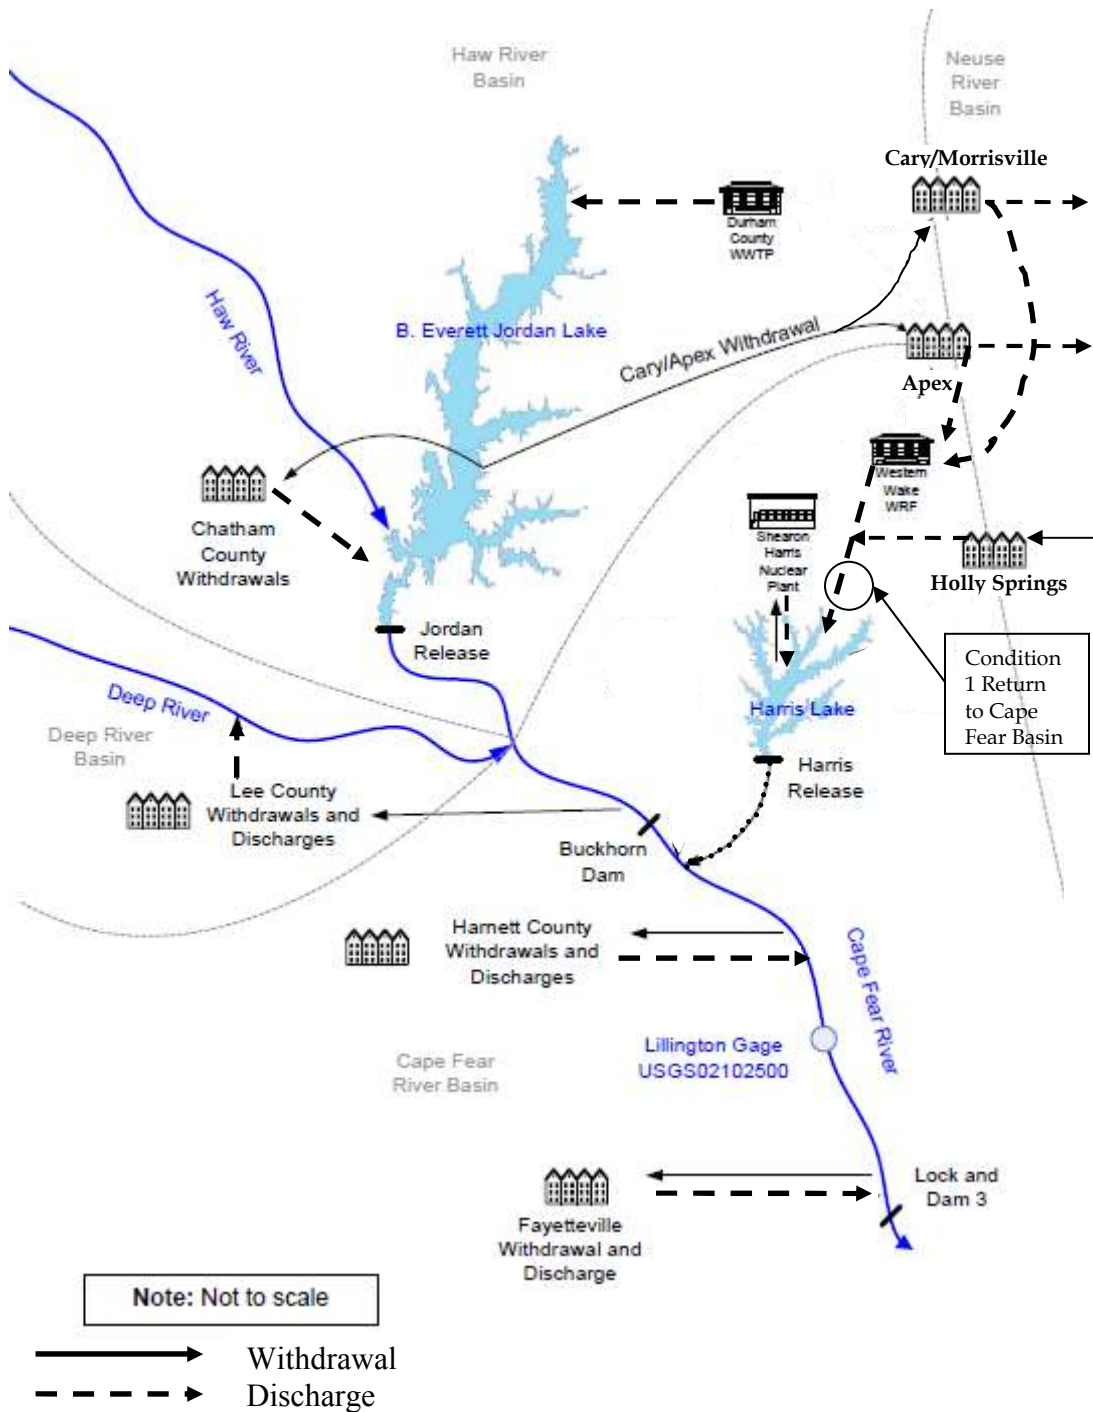 Haw River
Basin
Neuse
River
Basin
Cary/Morrisville
Durham
County
WWTP
Haw River
B. Everett Jordan Lake
Cary/Apex Withdrawal
Apex
Chatham
County
Withdrawals
Western
Wake
WRF
Shearon
Harris
Nuclear
Plant
Holly Springs
Jordan
Release
Condition
1 Return
to Cape
Fear Basin
Deep River
Deep River
Basin
Harris Lake
Harris
Release
Lee County
Withdrawals and
Discharges
Buckhorn
Dam
Harnett County
Withdrawals and
Discharges
Cape Fear River
Lillington Gage
USGS02102500
Cape Fear
River Basin
Lock and
Dam 3
Fayetteville
Withdrawal and
Discharge
Note: Not to scale
Withdrawal
Discharge